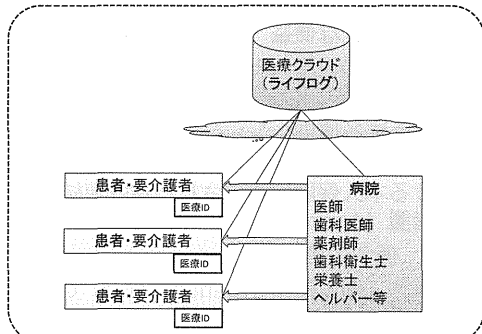 医療クラウド
(ライフログ)
患者・要介護者
医療ID
患者・要介護者
医療ID
患者・要介護者
医療ID
病院
医師
歯科医師
薬剤師
歯科衛生士
栄養士
ヘルパー等